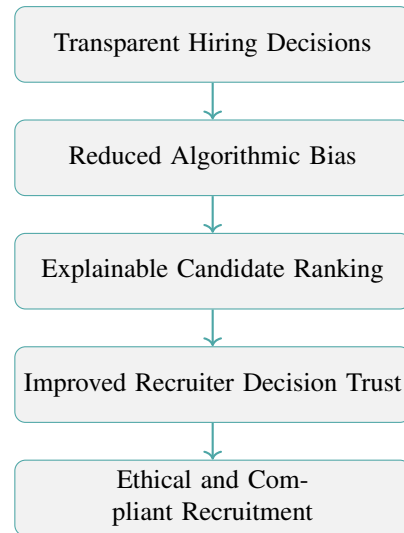 Transparent Hiring Decisions
Reduced Algorithmic Bias
Explainable Candidate Ranking
Improved Recruiter Decision Trust
Ethical and Com-
pliant Recruitment